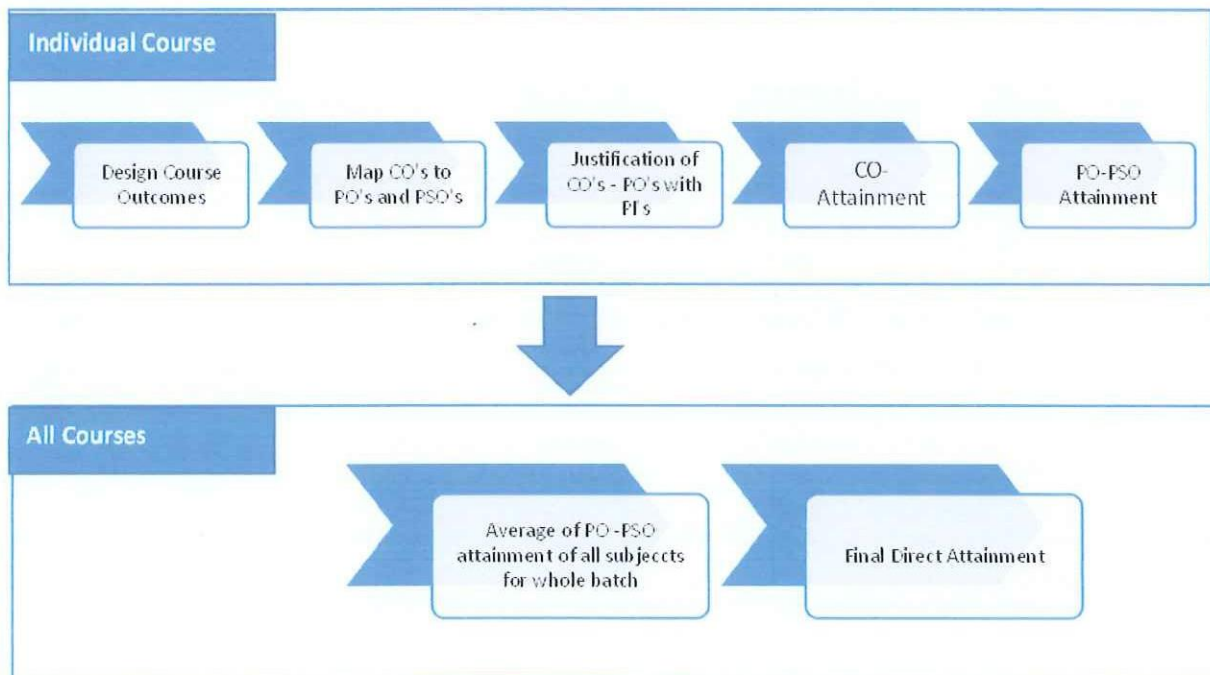 Individual Course
Design Course
Outcomes
Map CO's to
PO's and PSO's
Justification of
CO's - PO's with
PI's
CO-
Attainment
PO-PSO
Attainment
All Courses
Average of PO -PSO
attainment of all subjeccts
for whole batch
Final Direct Attainment